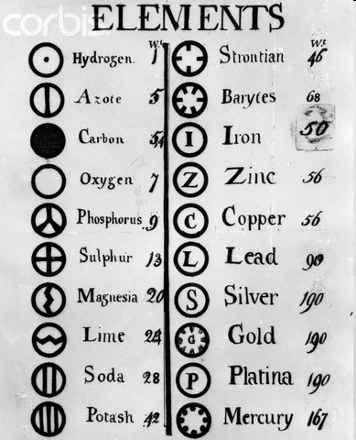 corbis
ELEMENTS
Wt
Hydrogen. 1
Azote 5
Carbon 54
Oxygen 7
Phosphorus 9
Sulphur 13
Magnesia 20
Lime 24
Soda 28
Potash 42
Wt
Strontian 46
Barytes 68
I Iron 50
Z Zinc 56
C Copper 56
L Lead 90
S Silver 190
G Gold 190
P Platina 190
Mercury 167